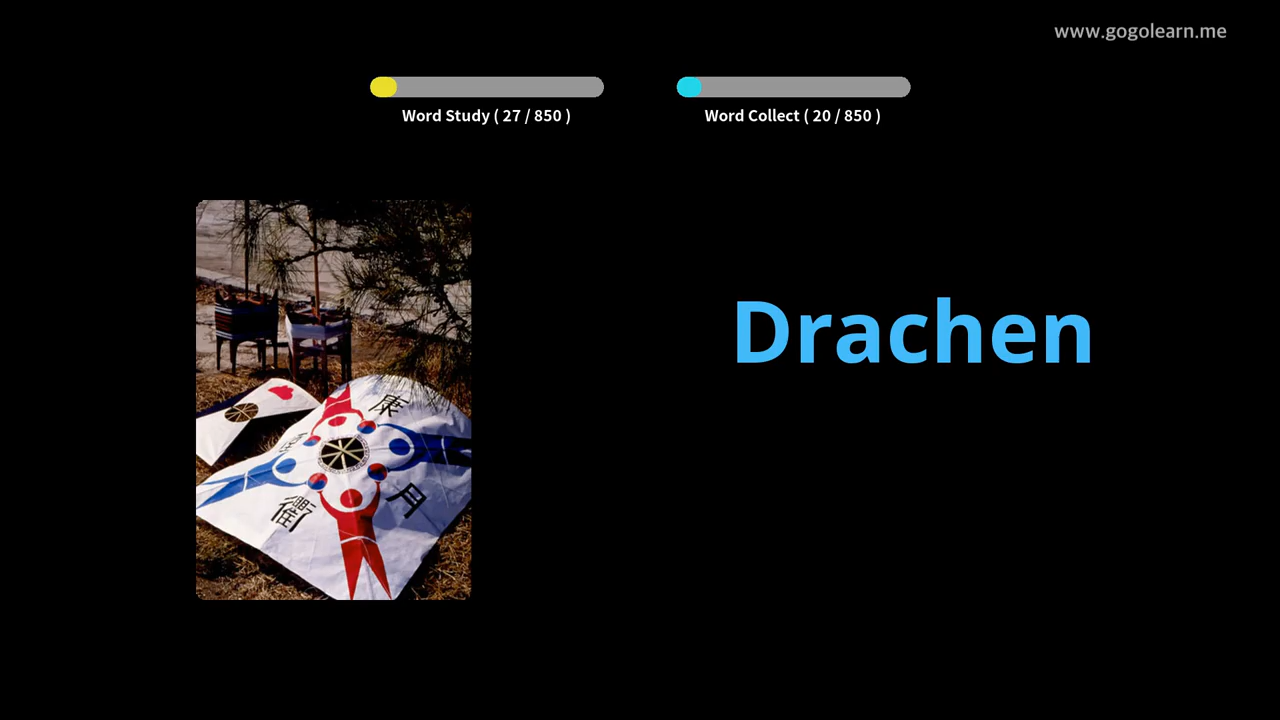 www.gogolearn.me
Word Study ( 27 / 850 )
Word Collect ( 20 / 850 )
Drachen
康
月
衛